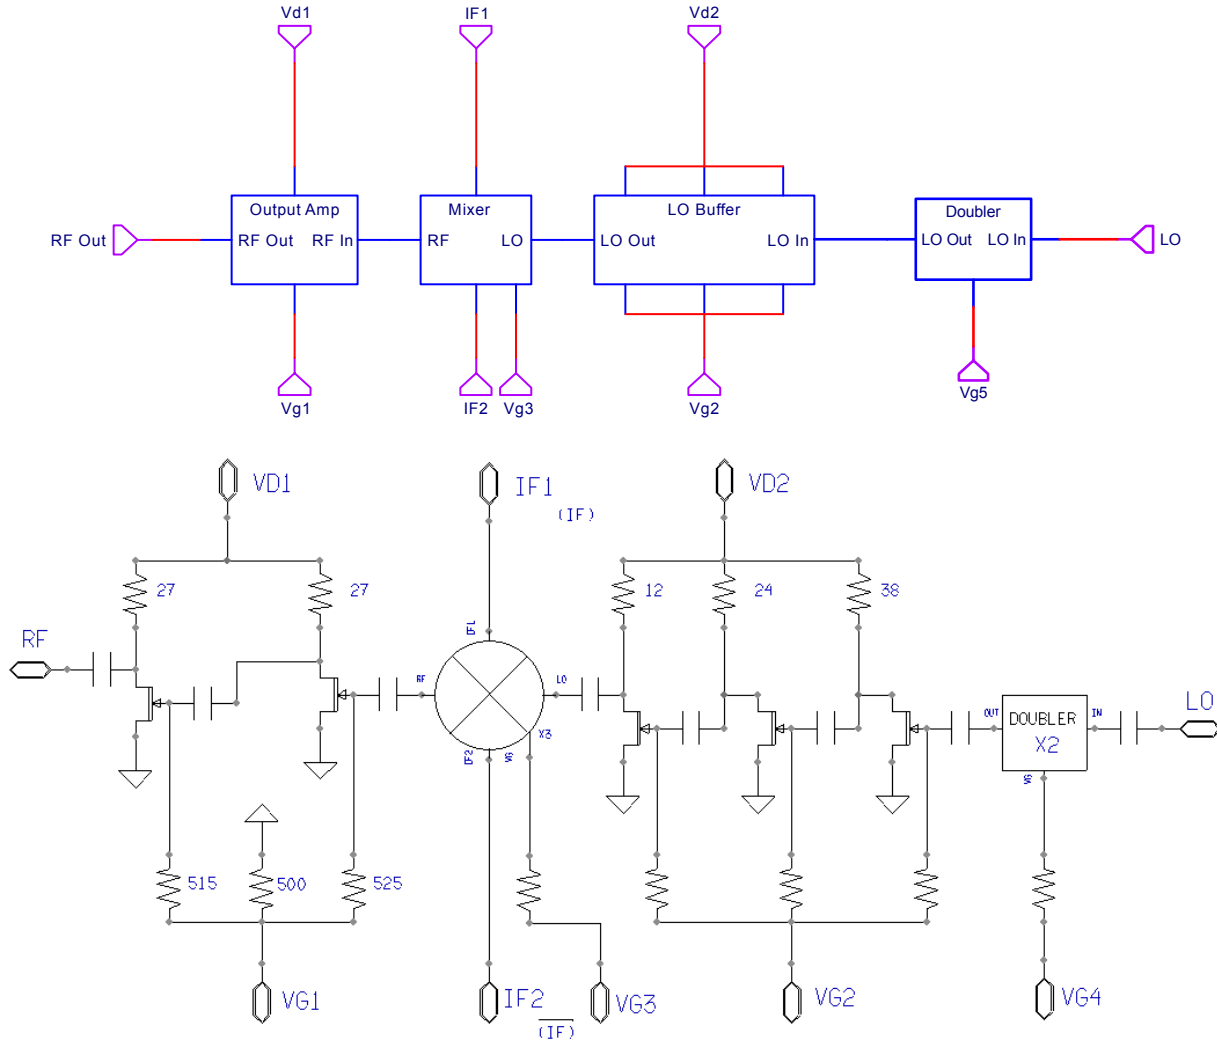 Vd1 IF1 Vd2
Output Amp Mixer LO Buffer Doubler
RF Out RF Out RF In RF LO LO Out LO In LO Out LO In LO
Vg1 IF2 Vg3 Vg2 Vg5
VD1 IF1 VD2
(IF)
27 27 12 24 38
IF1
RF
RF LO
OUT DOUBLER IN LO
X2
IF2 VG X3
VG
515 500 525
VG1 IF2 VG3 VG2 VG4
(IF)